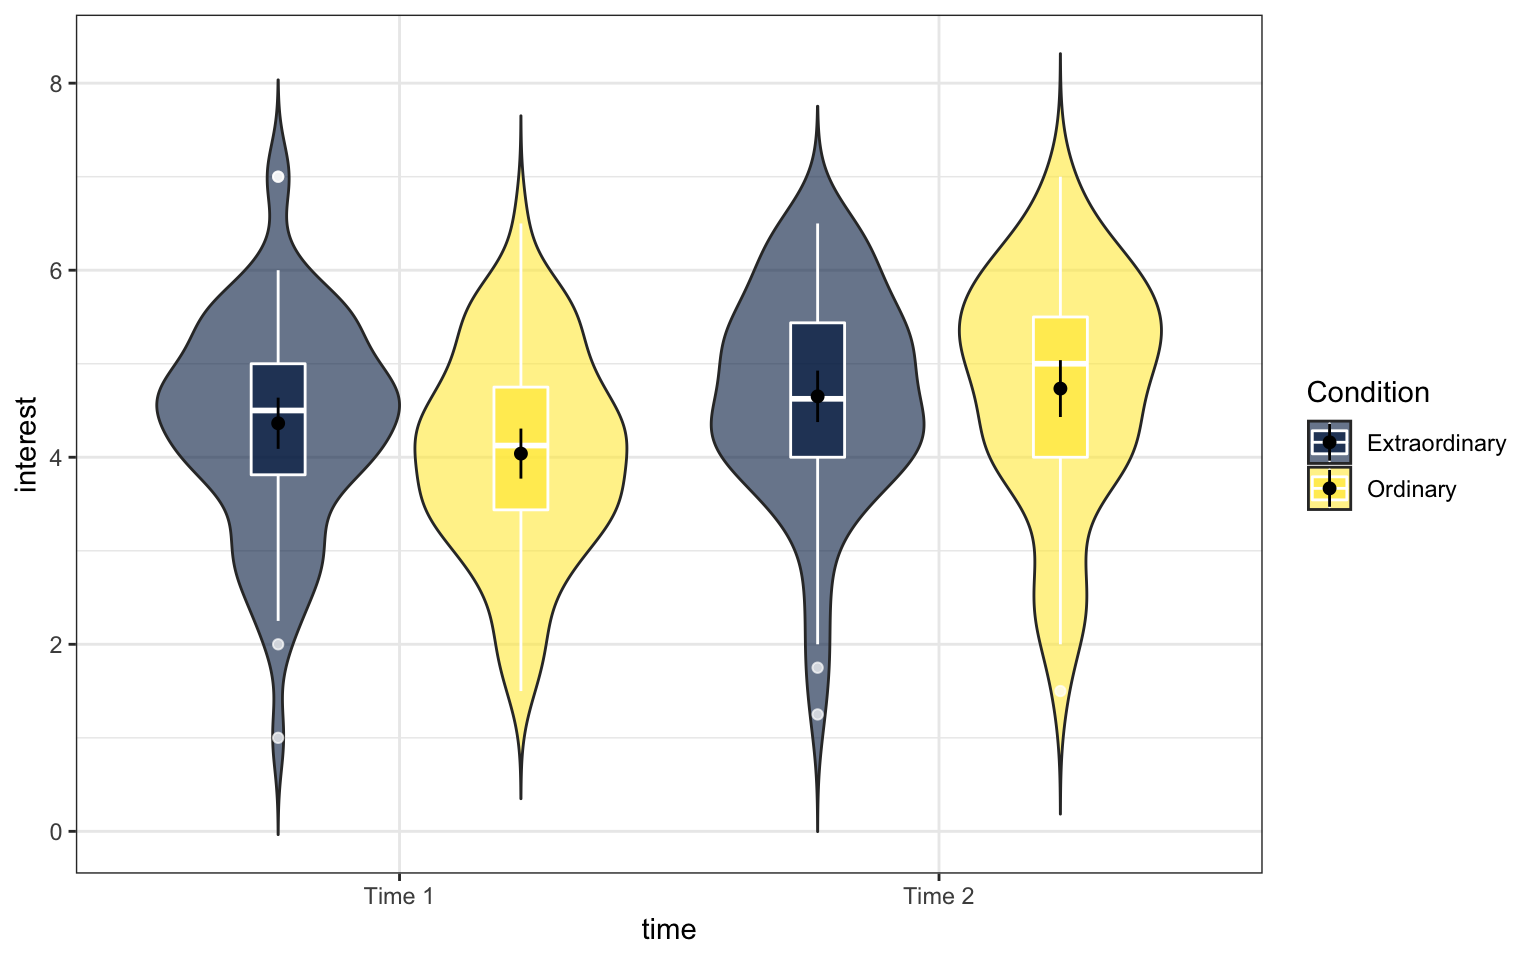 8
6
4
2
0
interest
Time 1
Time 2
time
Condition
Extraordinary
Ordinary